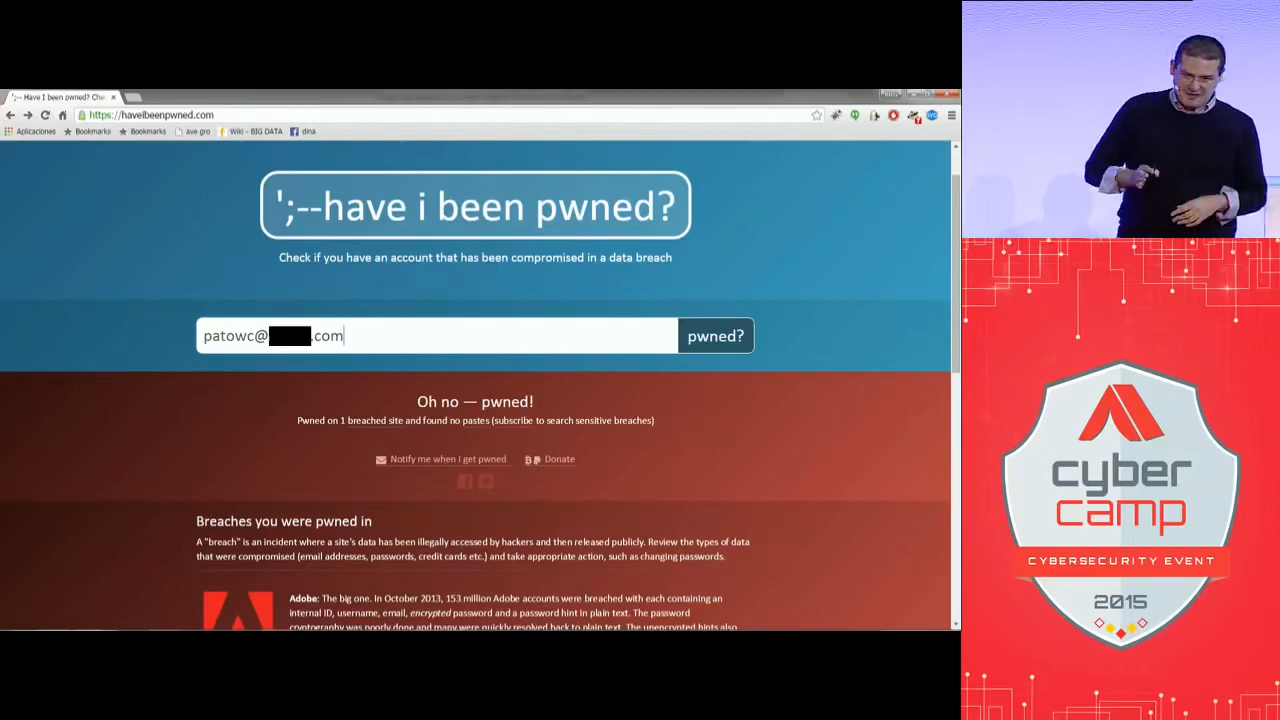 ';-- Have I been pwned? Che
https://haveibeenpwned.com
Aplicaciones
Bookmarks
Bookmarks
ave gro
Wiki - BIG DATA
dina
';--have i been pwned?
Check if you have an account that has been compromised in a data breach
patowc@
.com
pwned?
Oh no — pwned!
Pwned on 1 breached site and found no pastes (subscribe to search sensitive breaches)
Notify me when I get pwned
Donate
Breaches you were pwned in
A "breach" is an incident where a site's data has been illegally accessed by hackers and then released publicly. Review the types of data
that were compromised (email addresses, passwords, credit cards etc.) and take appropriate action, such as changing passwords.
Adobe: The big one. In October 2013, 153 million Adobe accounts were breached with each containing an
internal ID, username, email, encrypted password and a password hint in plain text. The password
cryptography was poorly done and many were quickly resolved back to plain text. The unencrypted hints also
cyber
camp
CYBERSECURITY EVENT
2015